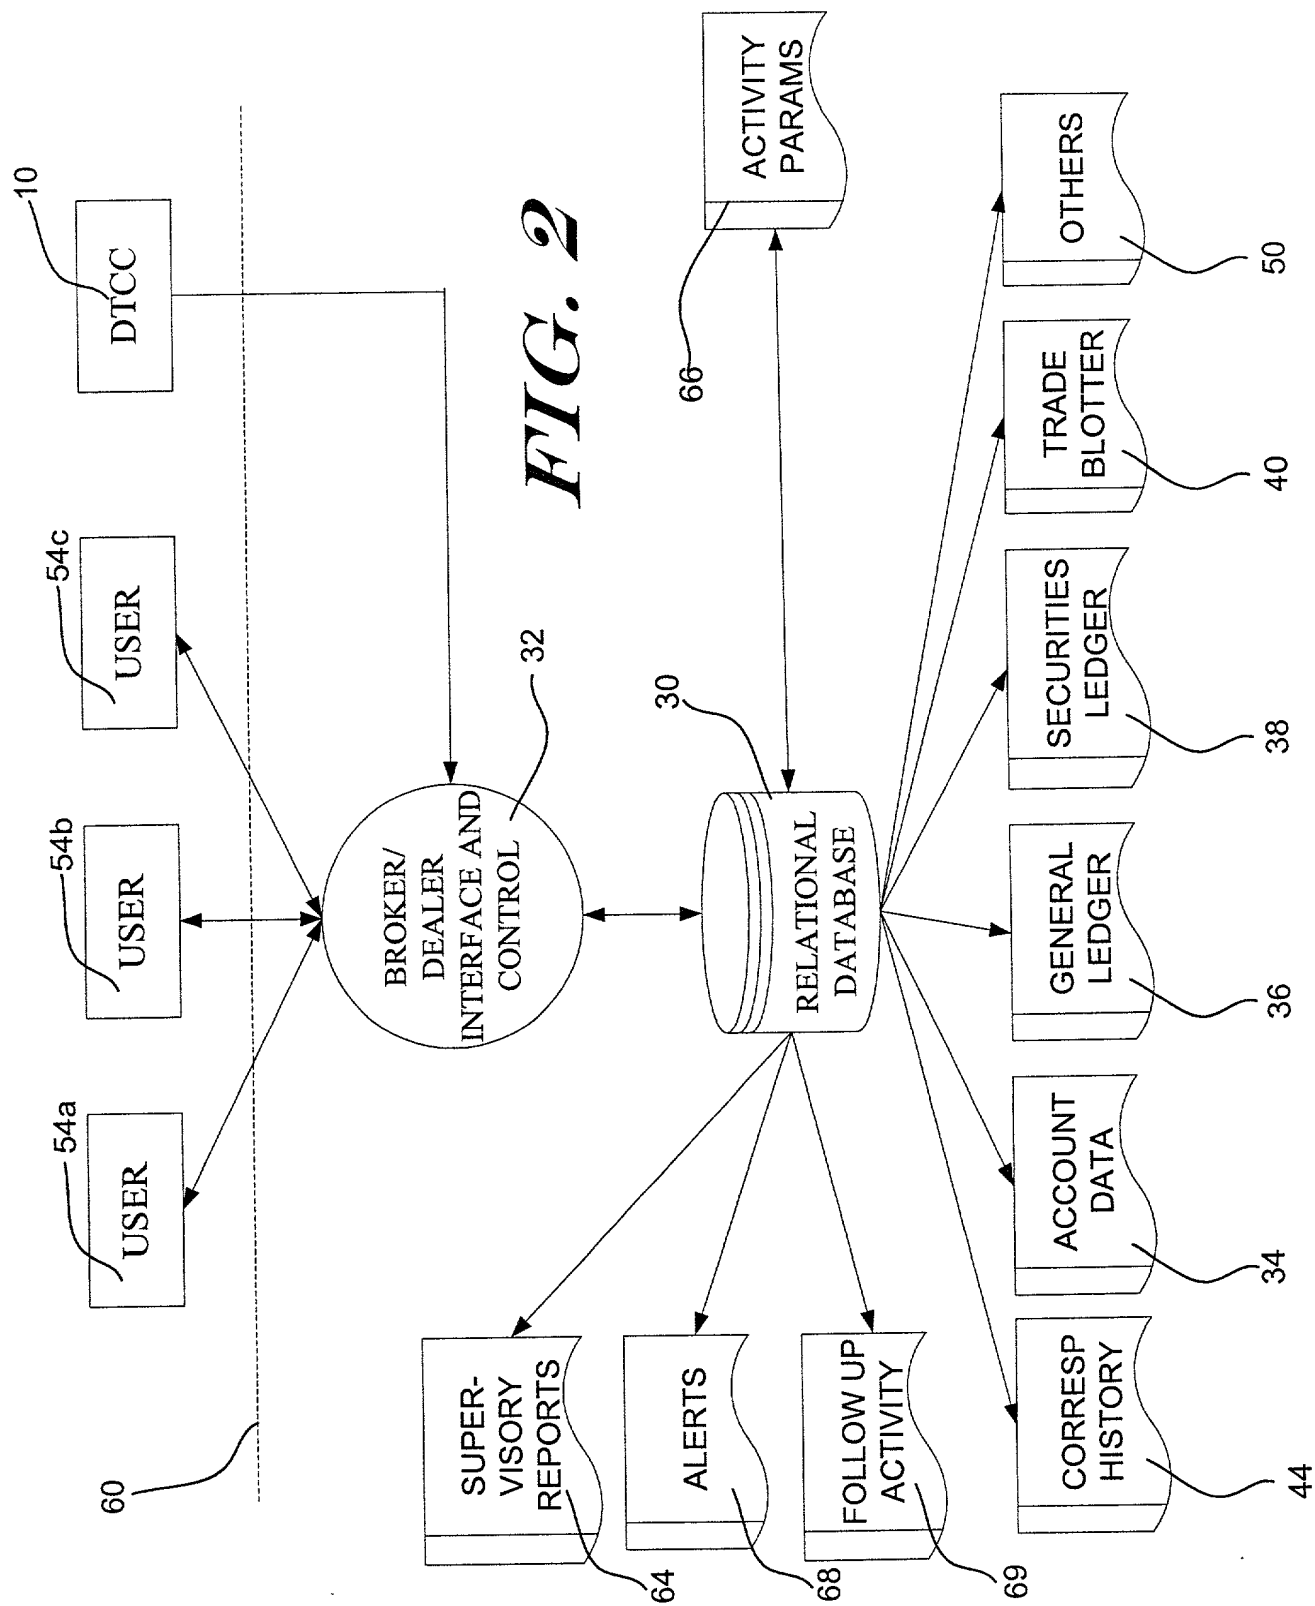 60
54a
USER
54b
USER
54c
USER
10
DTCC
BROKER/
DEALER
INTERFACE AND
CONTROL
32
FIG. 2
SUPER-
VISORY
REPORTS
64
ALERTS
68
FOLLOW UP
ACTIVITY
69
30
RELATIONAL
DATABASE
66
ACTIVITY
PARAMS
CORRESP
HISTORY
44
ACCOUNT
DATA
34
GENERAL
LEDGER
36
SECURITIES
LEDGER
38
TRADE
BLOTTER
40
OTHERS
50